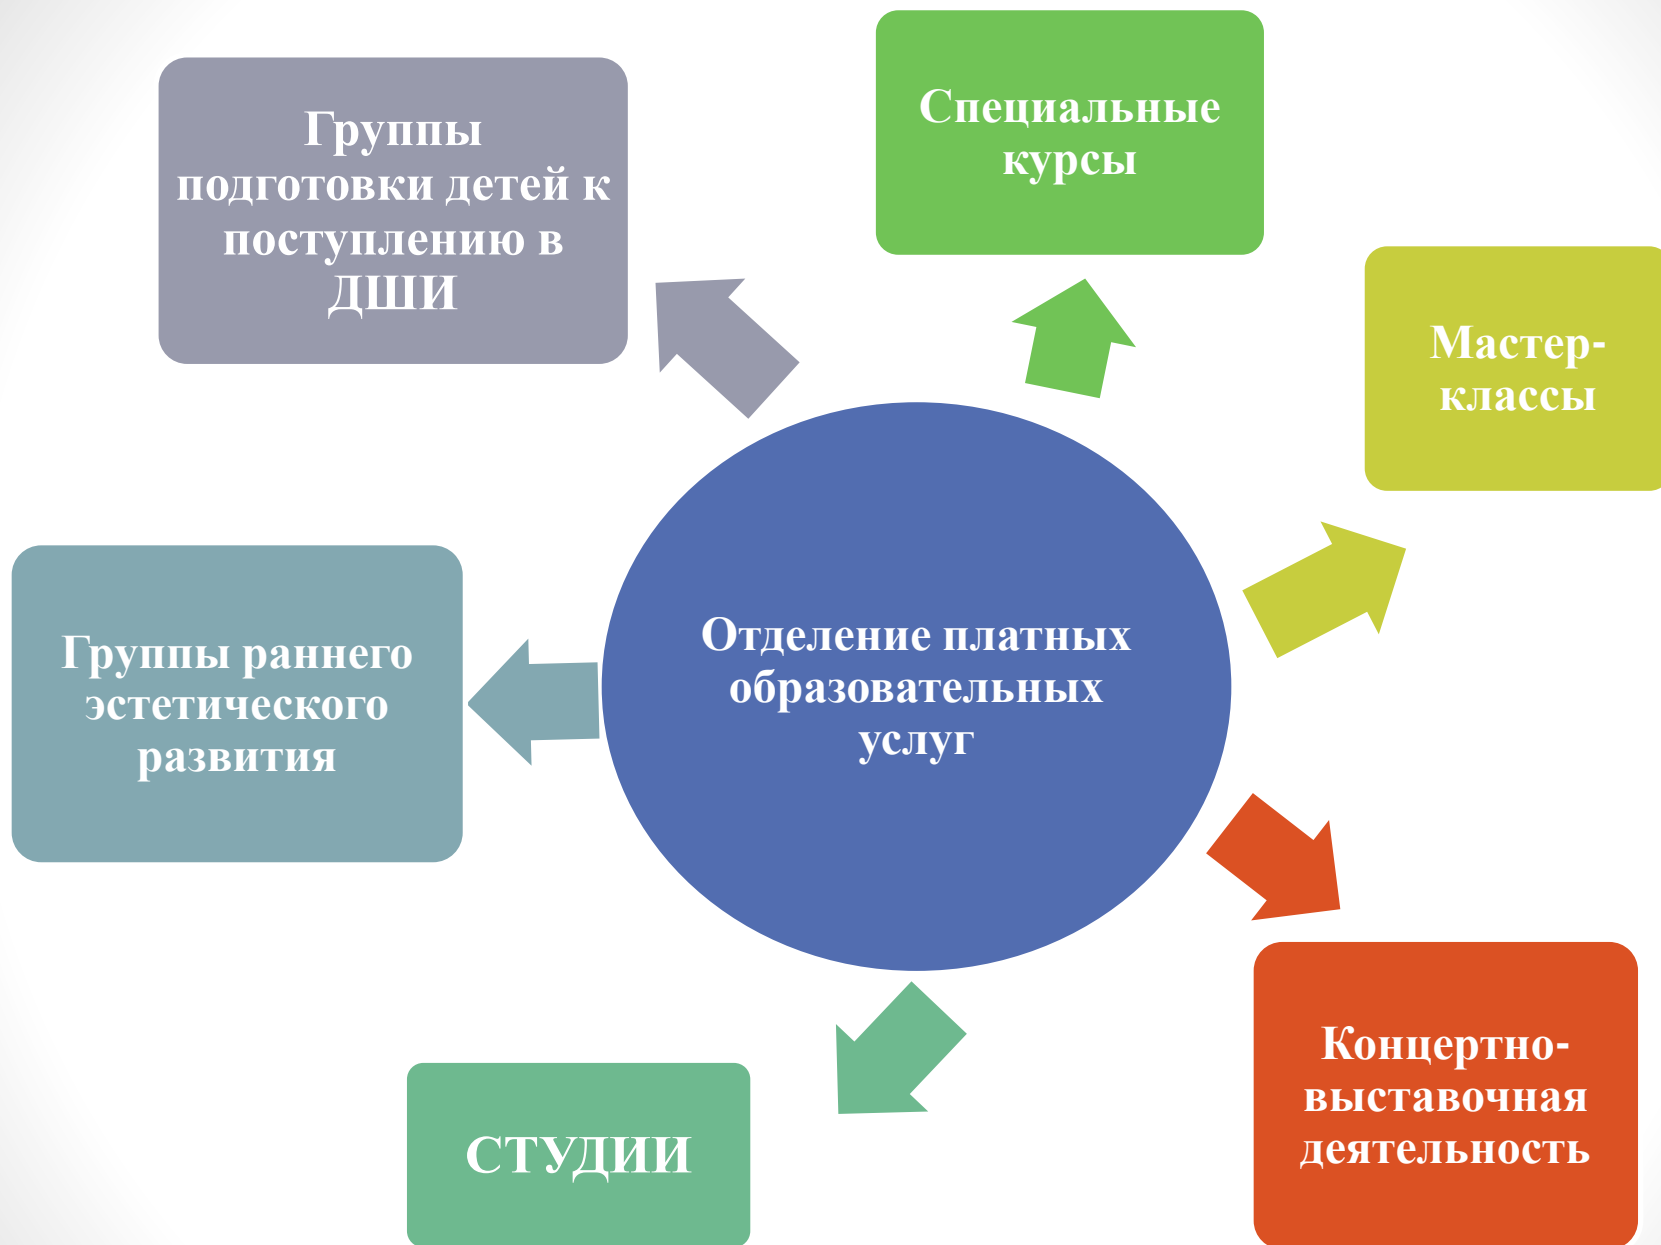 Специальные
курсы
Группы
подготовки детей к
поступлению в
ДШИ
Мастер-
классы
Отделение платных
образовательных
услуг
Группы раннего
эстетического
развития
Концертно-
выставочная
деятельность
СТУДИИ